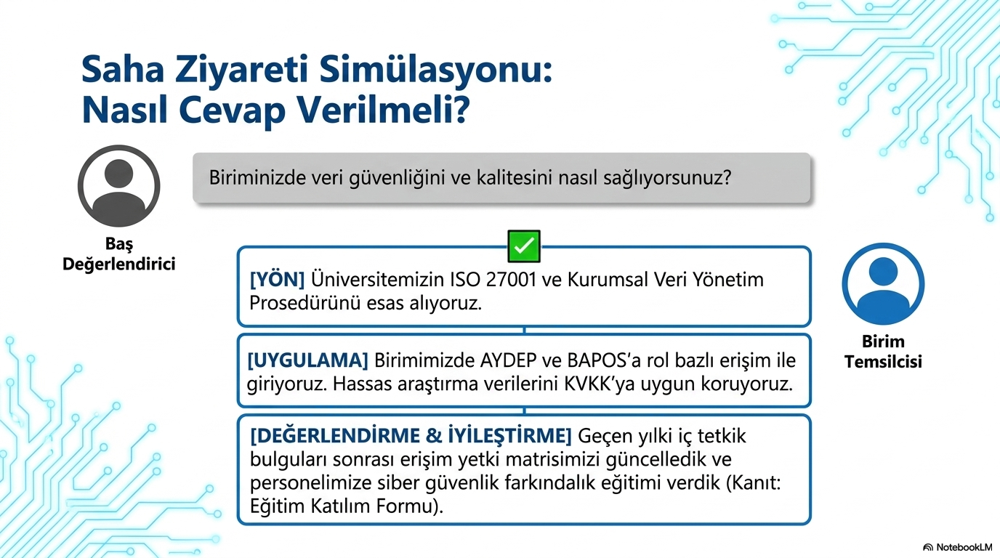 Saha Ziyareti Simülasyonu:
Nasıl Cevap Verilmeli?
Baş
Değerlendirici
Biriminizde veri güvenliğini ve kalitesini nasıl sağlıyorsunuz?
[YÖN] Üniversitemizin ISO 27001 ve Kurumsal Veri Yönetim
Prosedürünü esas alıyoruz.
Birim
Temsilcisi
[UYGULAMA] Birimimizde AYDEP ve BAPOS’a rol bazlı erişim ile
giriyoruz. Hassas araştırma verilerini KVKK’ya uygun koruyoruz.
[DEĞERLENDİRME & İYİLEŞTİRME] Geçen yılki iç tetkik
bulguları sonrası erişim yetki matrisimizi güncelledik ve
personelimize siber güvenlik farkındalık eğitimi verdik (Kanıt:
Eğitim Katılım Formu).
NotebookLM